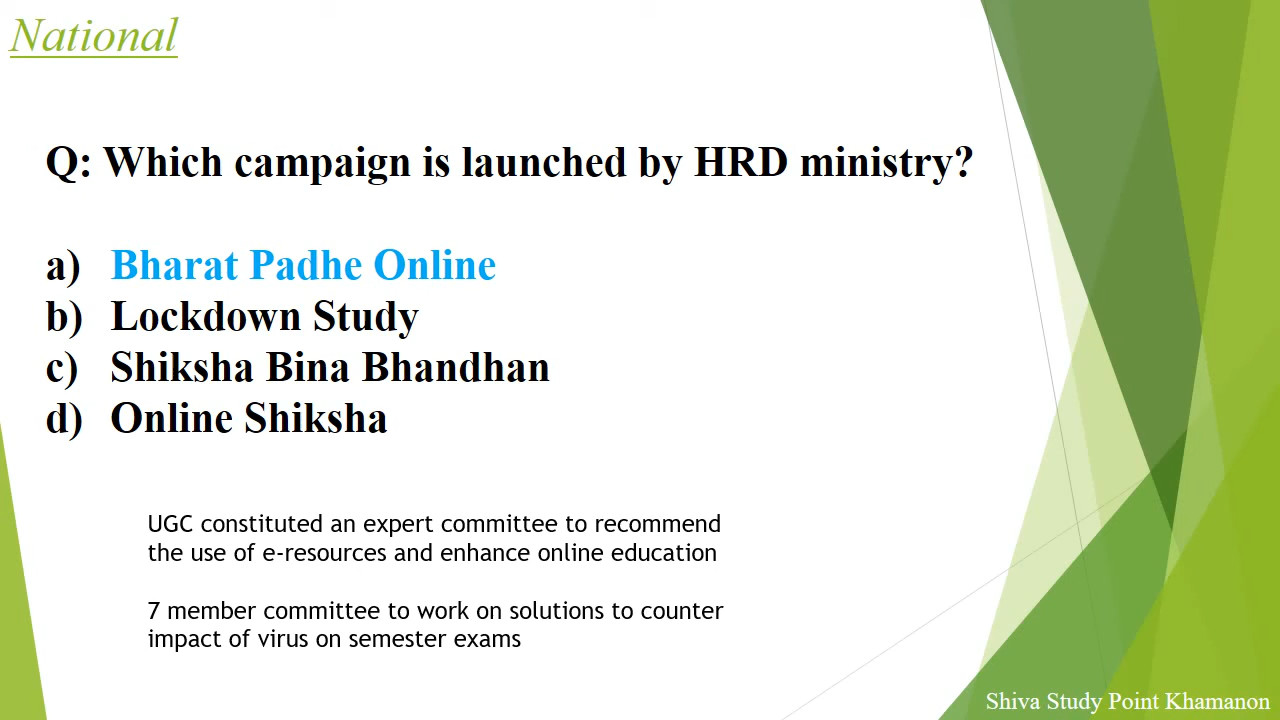 National
Q: Which campaign is launched by HRD ministry?
a) Bharat Padhe Online
b) Lockdown Study
c) Shiksha Bina Bhandhan
d) Online Shiksha
UGC constituted an expert committee to recommend
the use of e-resources and enhance online education
7 member committee to work on solutions to counter
impact of virus on semester exams
Shiva Study Point Khamanon